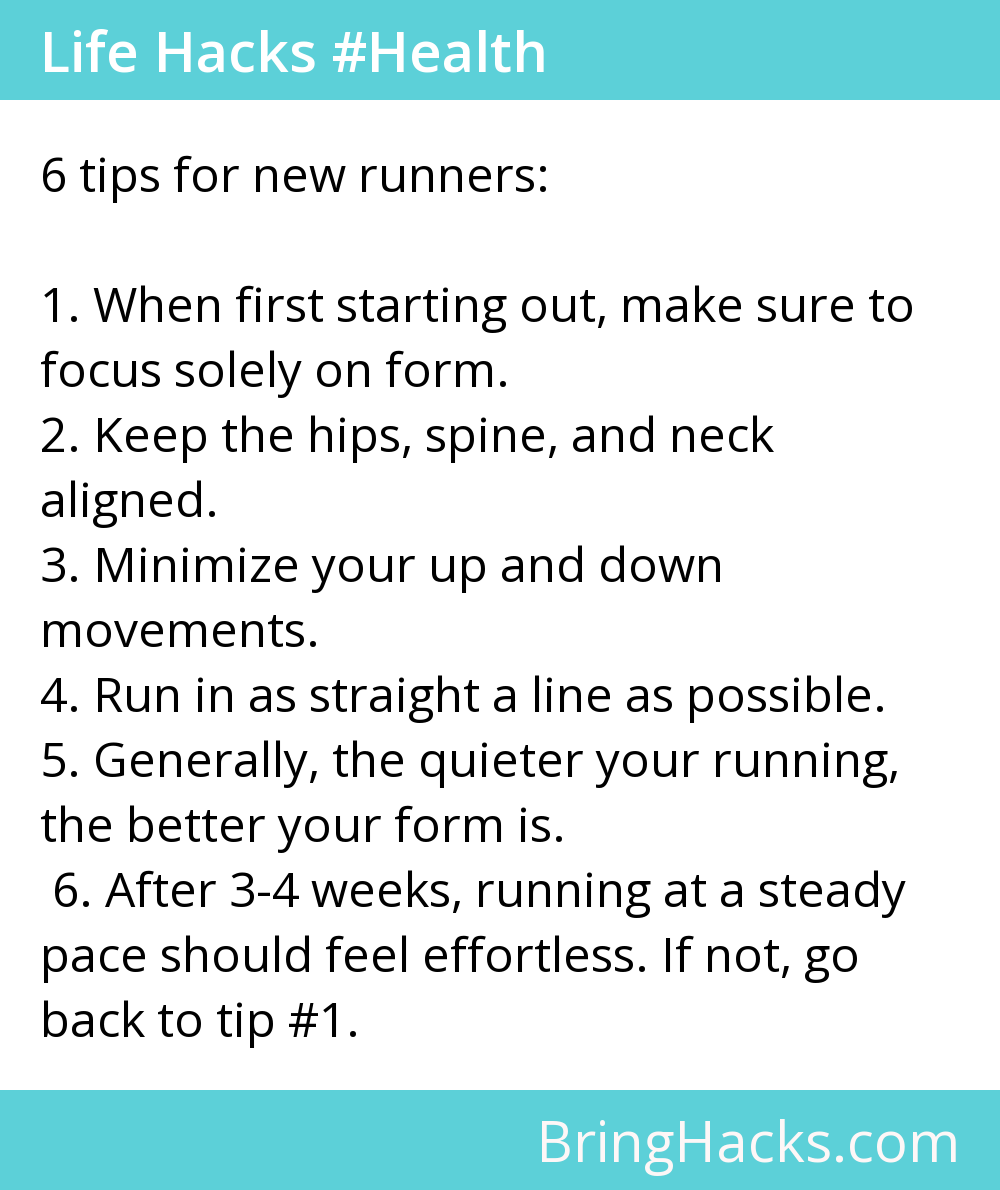 Life Hacks #Health
6 tips for new runners:
1. When first starting out, make sure to
focus solely on form.
2. Keep the hips, spine, and neck
aligned.
3. Minimize your up and down
movements.
4. Run in as straight a line as possible.
5. Generally, the quieter your running,
the better your form is.
6. After 3-4 weeks, running at a steady
pace should feel effortless. If not, go
back to tip #1.
BringHacks.com